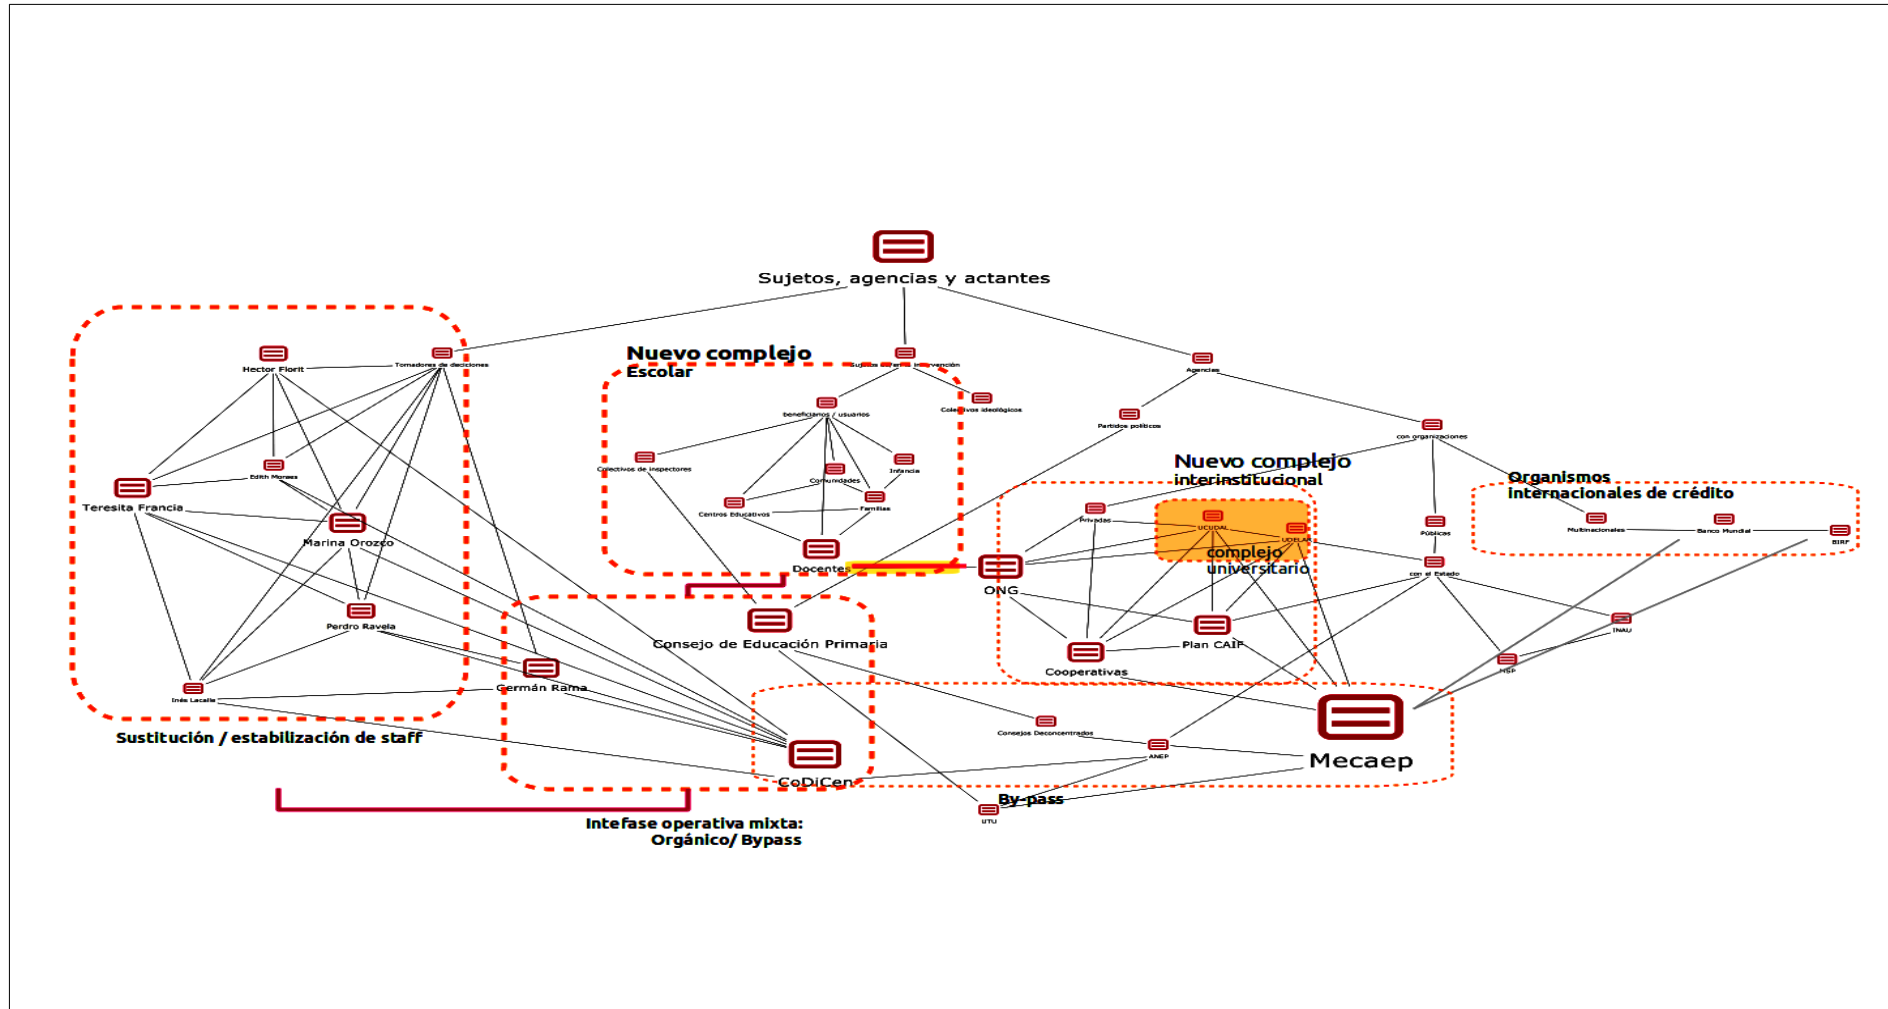 Sujetos, agencias y actantes
Hector Florit
Tomadores de deciciones
Nuevo complejo
Escolar
Agencias
beneficiarios / usuarios
Colectivos ideológicos
Partidos políticos
con organizaciones
Colectivos de inspectores
Comunidades
Infancia
Nuevo complejo
interinstitucional
Organismos
internacionales de crédito
Edith Moraes
Teresita Francia
Centros Educativos
Familias
Privadas
UCUDAL
Públicas
Multinacionales
Banco Mundial
BIRF
Marina Orozco
UDELAR
complejo
universitario
Docentes
ONG
con el Estado
Perdro Ravela
Consejo de Educación Primaria
Plan CAIF
INAU
Cooperativas
MSP
Germán Rama
Inés Lacalle
Sustitución / estabilización de staff
Consejos Deconcentrados
ANEP
Mecaep
CoDiCen
By-pass
UTU
Intefase operativa mixta:
Orgánico/ Bypass